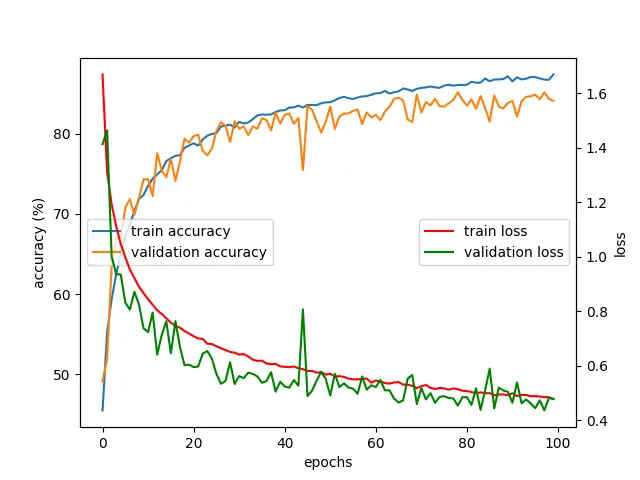 80
70
60
50
accuracy (%)
1.6
1.4
1.2
1.0
0.8
0.6
0.4
loss
train accuracy
validation accuracy
train loss
validation loss
0
20
40
60
80
100
epochs